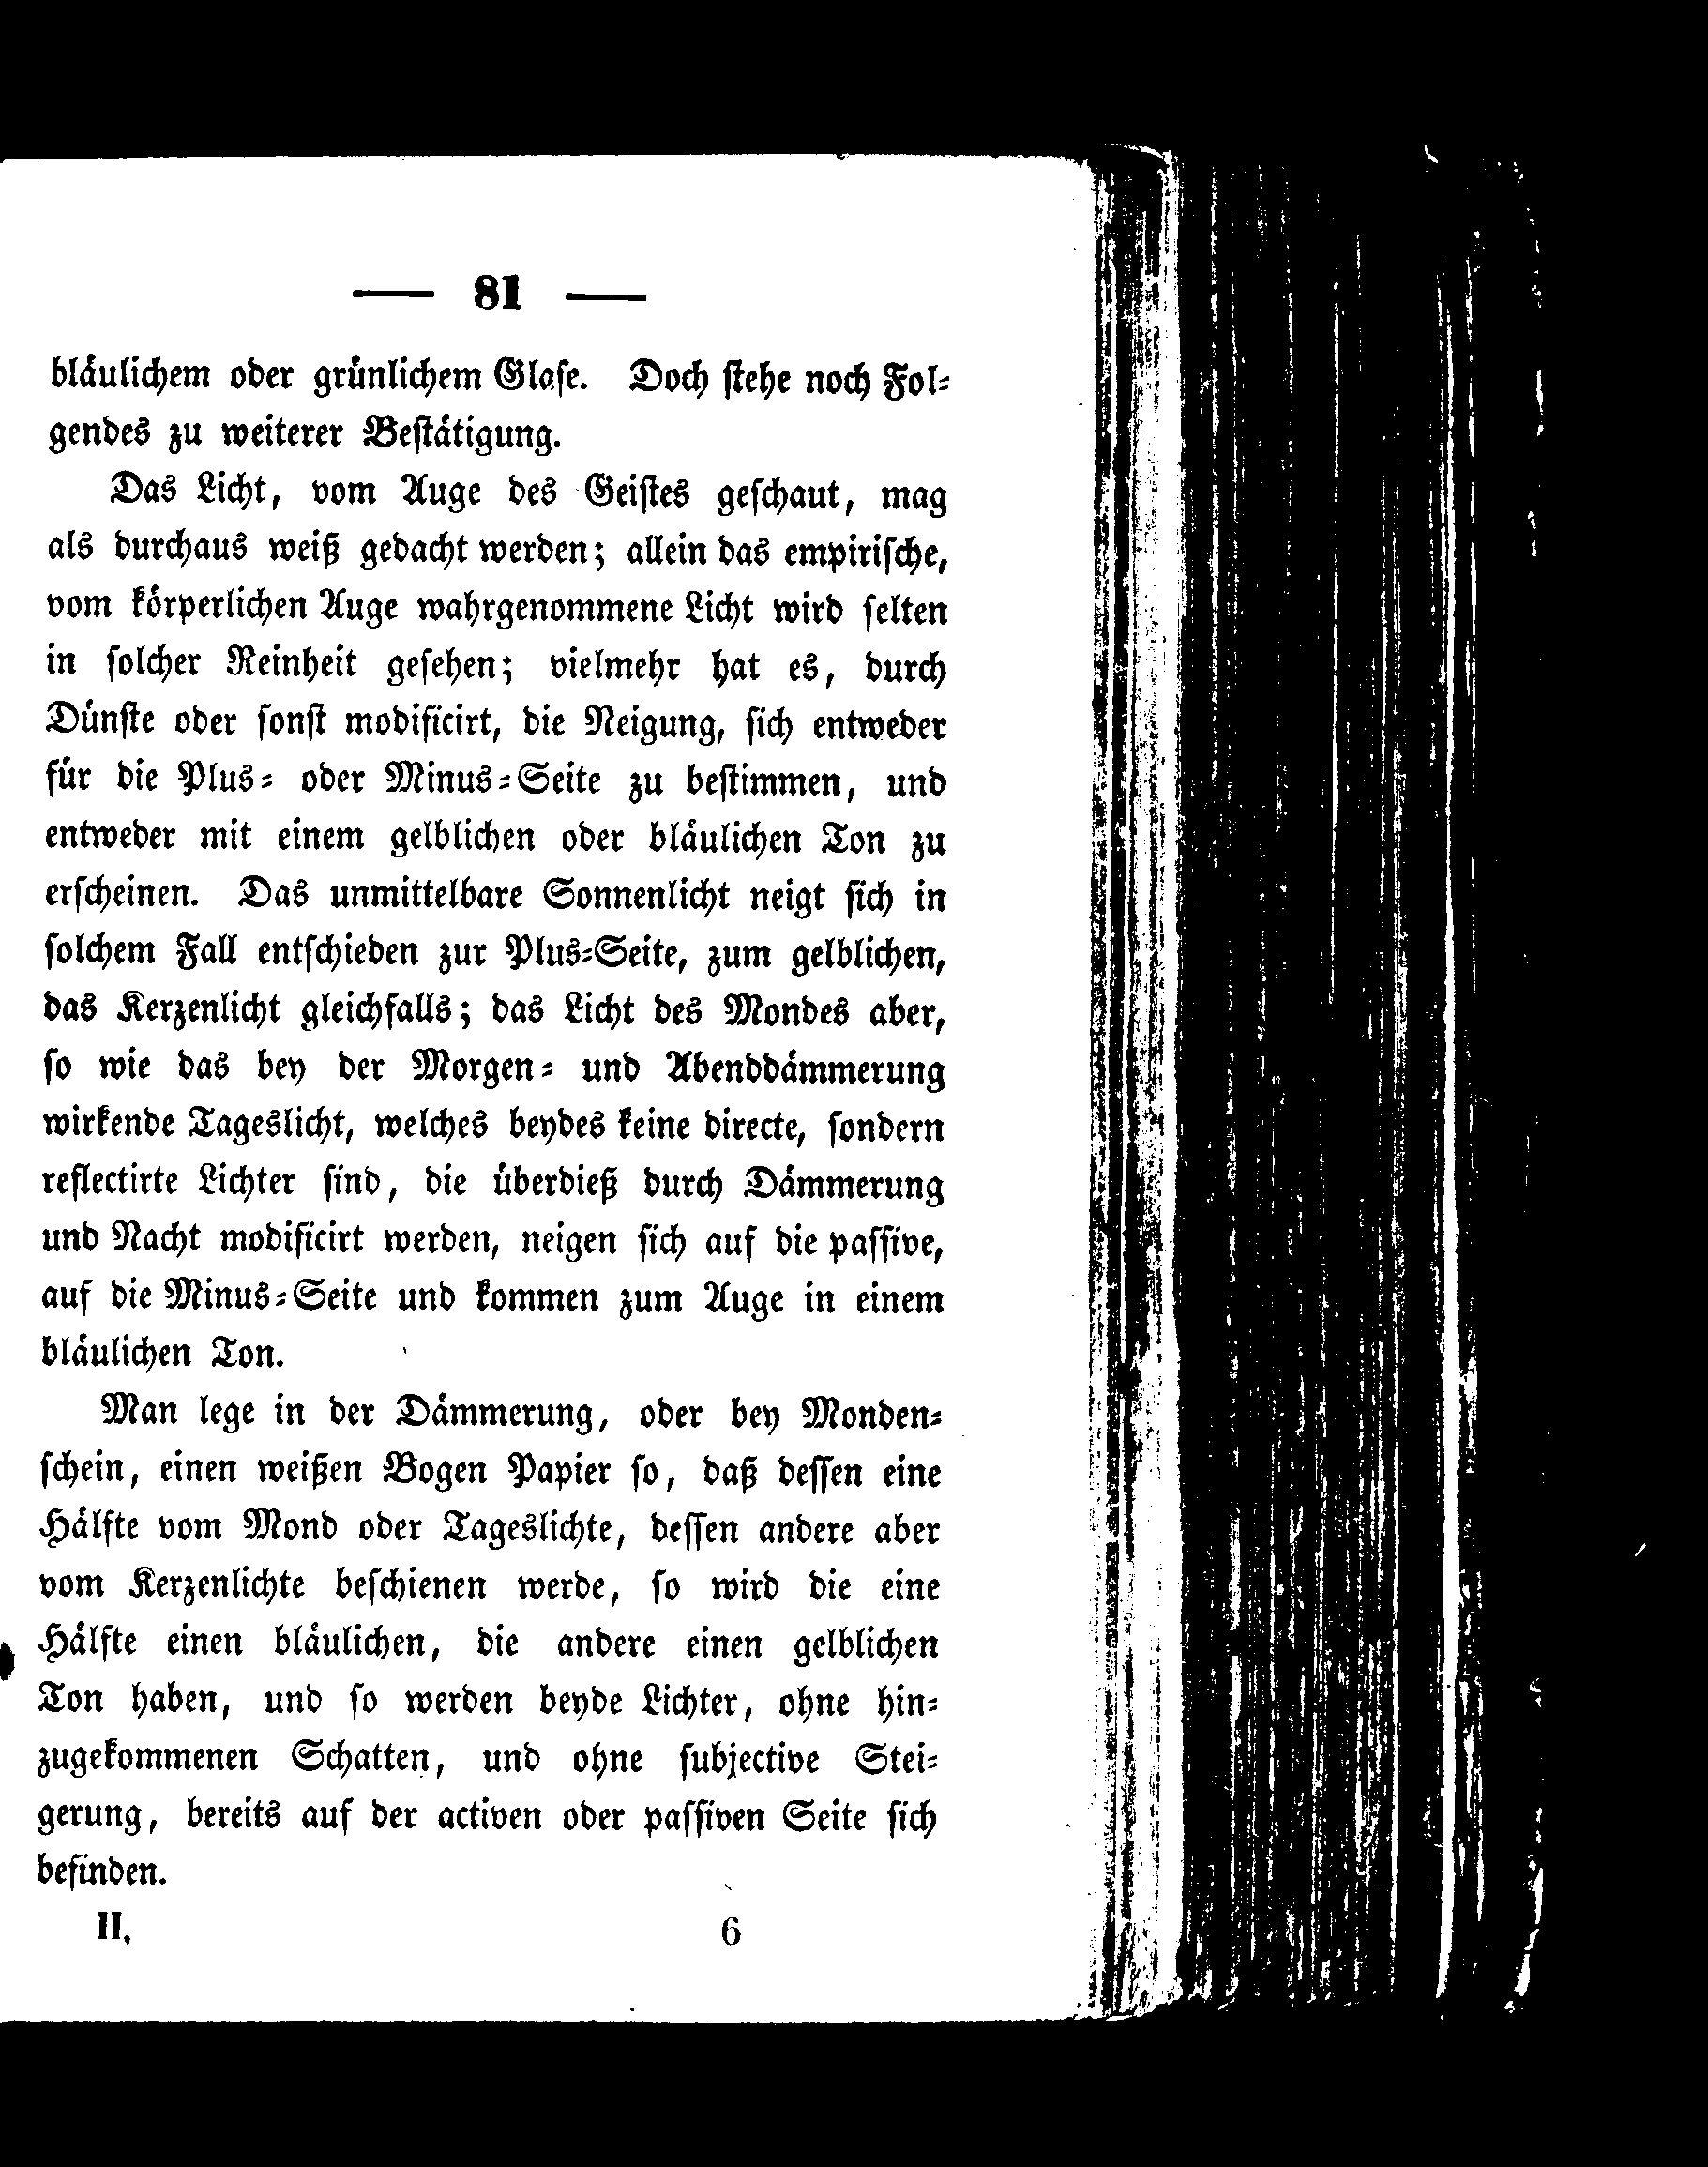 — 81 —
bläulichem oder grünlichem Glase. Doch stehe noch Fol-
gendes zu weiterer Bestätigung.
Das Licht, vom Auge des Geistes geschaut, mag
als durchaus weiß gedacht werden; allein das empirische,
vom körperlichen Auge wahrgenommene Licht wird selten
in solcher Reinheit gesehen; vielmehr hat es, durch
Dünste oder sonst modificirt, die Neigung, sich entweder
für die Plus- oder Minus-Seite zu bestimmen, und
entweder mit einem gelblichen oder bläulichen Ton zu
erscheinen. Das unmittelbare Sonnenlicht neigt sich in
solchem Fall entschieden zur Plus-Seite, zum gelblichen,
das Kerzenlicht gleichfalls; das Licht des Mondes aber,
so wie das bey der Morgen- und Abenddämmerung
wirkende Tageslicht, welches beydes keine directe, sondern
reflectirte Lichter sind, die überdieß durch Dämmerung
und Nacht modificirt werden, neigen sich auf die passive,
auf die Minus-Seite und kommen zum Auge in einem
bläulichen Ton.
Man lege in der Dämmerung, oder bey Monden-
schein, einen weißen Bogen Papier so, daß dessen eine
Hälfte vom Mond oder Tageslichte, dessen andere aber
vom Kerzenlichte beschienen werde, so wird die eine
Hälfte einen bläulichen, die andere einen gelblichen
Ton haben, und so werden beyde Lichter, ohne hin-
zugekommenen Schatten, und ohne subjective Stei-
gerung, bereits auf der activen oder passiven Seite sich
befinden.
II. 6